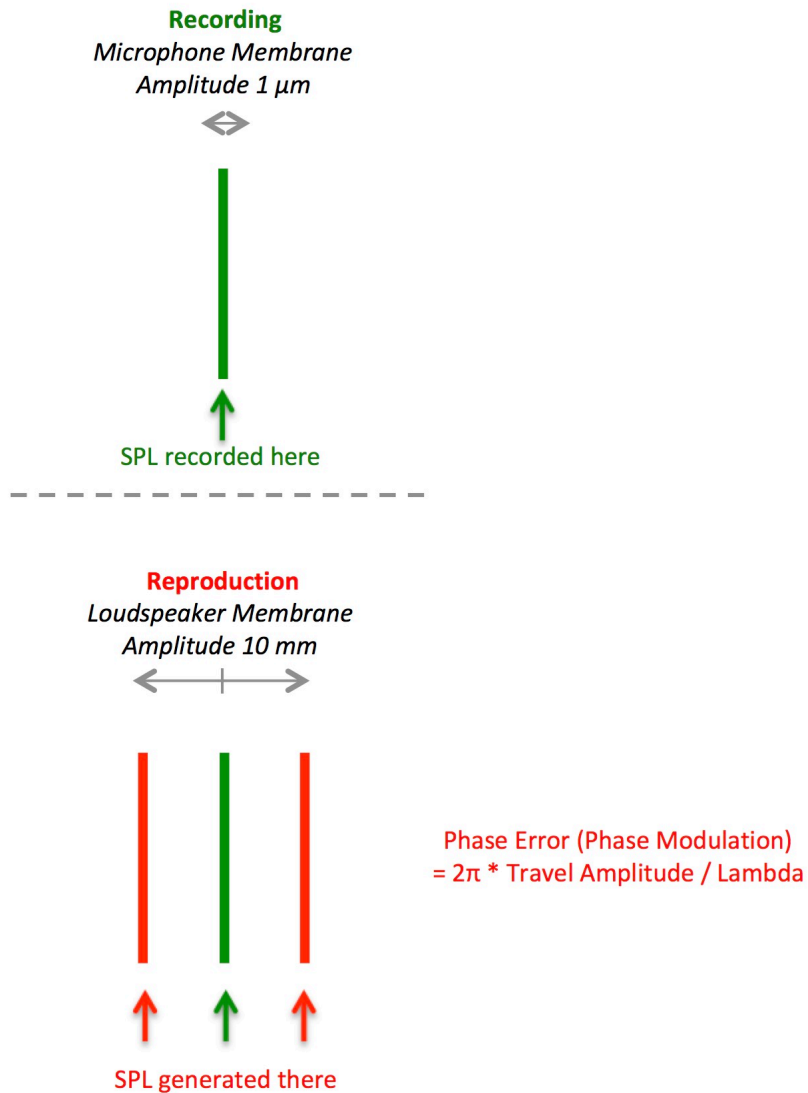 Recording
Microphone Membrane
Amplitude 1 μm
SPL recorded here
Reproduction
Loudspeaker Membrane
Amplitude 10 mm
Phase Error (Phase Modulation)
= 2π * Travel Amplitude / Lambda
SPL generated there